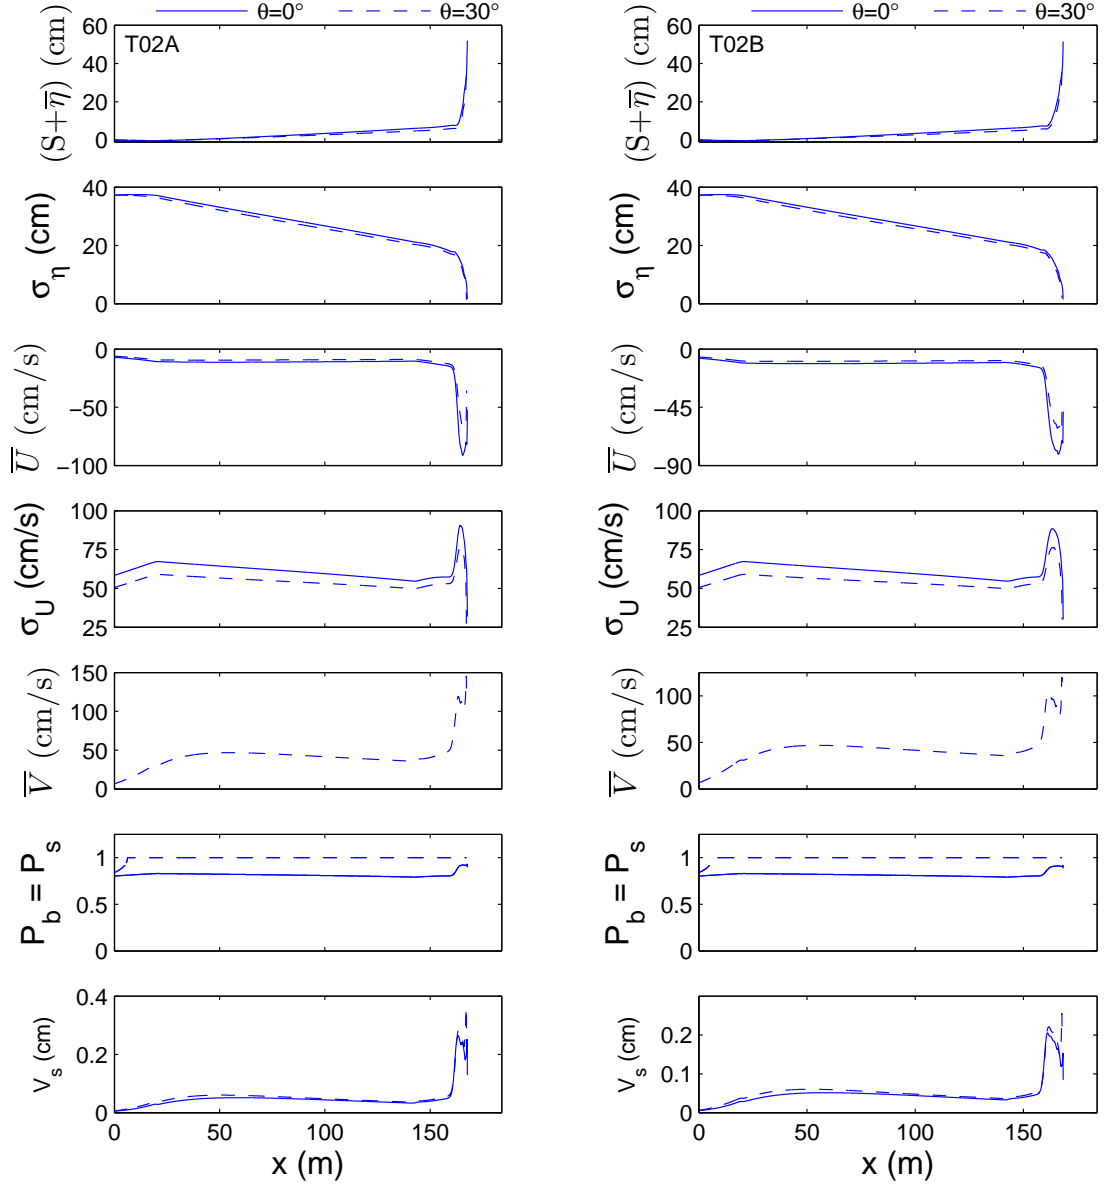 θ=0° θ=30° θ=0° θ=30°
T02A
60
40
20
0
(S+η̅) (cm)
T02B
60
40
20
0
(S+η̅) (cm)
40
20
0
σ_η (cm)
40
20
0
σ_η (cm)
0
−50
−100
U̅ (cm/s)
0
−45
−90
U̅ (cm/s)
100
75
50
25
σ_U (cm/s)
100
75
50
25
σ_U (cm/s)
150
100
50
0
V̅ (cm/s)
100
50
0
V̅ (cm/s)
1
0.5
0
P_b = P_s
1
0.5
0
P_b = P_s
0.4
0.2
0
V_s (cm)
0 50 100 150
x (m)
0.2
0.1
0
V_s (cm)
0 50 100 150
x (m)